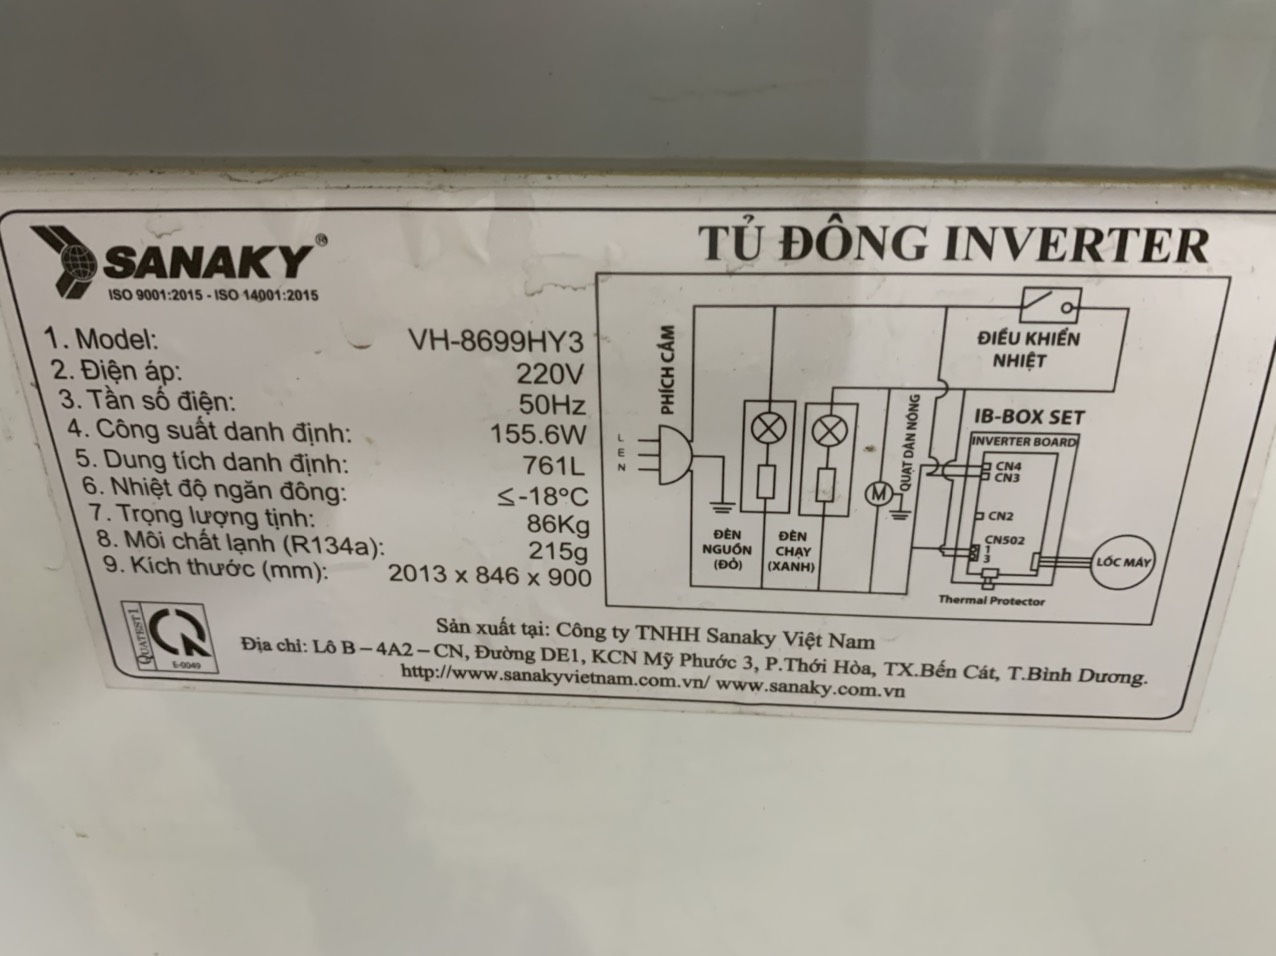 SANAKY®
ISO 9001:2015 - ISO 14001:2015
TỦ ĐÔNG INVERTER
1. Model: VH-8699HY3
2. Điện áp: 220V
3. Tần số điện: 50Hz
4. Công suất danh định: 155.6W
5. Dung tích danh định: 761L
6. Nhiệt độ ngăn đông: ≤-18°C
7. Trọng lượng tịnh: 86Kg
8. Môi chất lạnh (R134a): 215g
9. Kích thước (mm): 2013 x 846 x 900
PHÍCH CẮM
L
E
N
ĐÈN
NGUỒN
(ĐỎ)
ĐÈN
CHẠY
(XANH)
M
QUẠT DÀN NÓNG
ĐIỀU KHIỂN
NHIỆT
IB-BOX SET
INVERTER BOARD
CN4
CN3
CN2
CN502
1
3
LỐC MÁY
Thermal Protector
QUATEST1
E-0049
Sản xuất tại: Công ty TNHH Sanaky Việt Nam
Địa chỉ: Lô B-4A2-CN, Đường DE1, KCN Mỹ Phước 3, P.Thới Hòa, TX.Bến Cát, T.Bình Dương.
http://www.sanakyvietnam.com.vn/ www.sanaky.com.vn